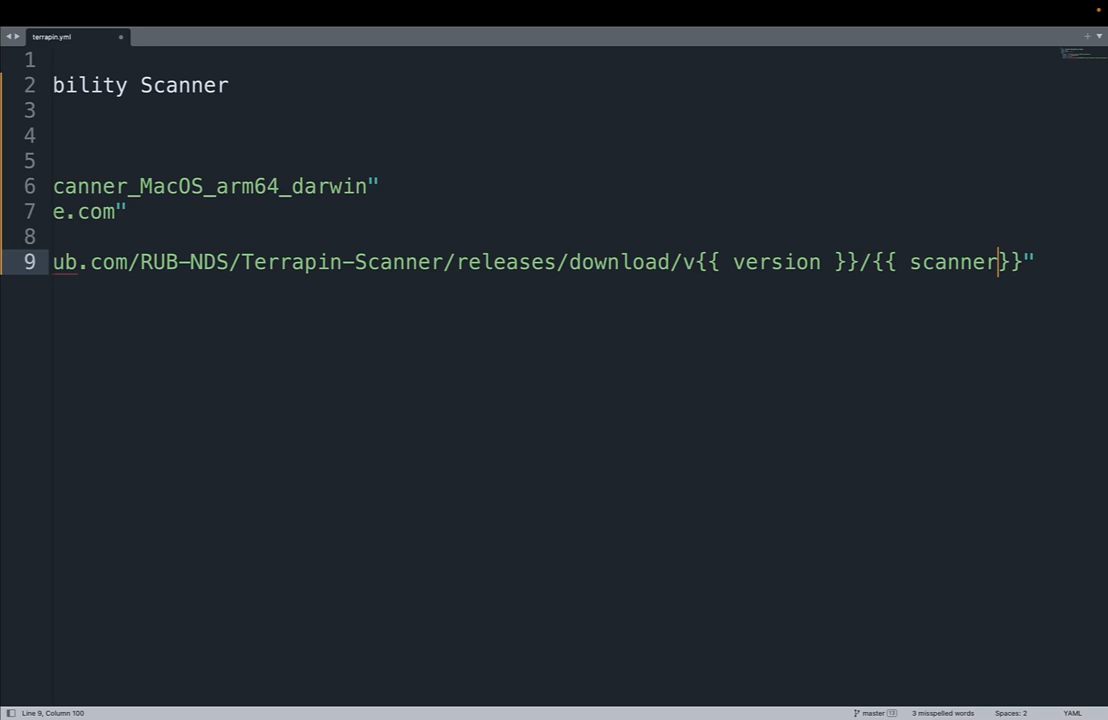 terrapin.yml
1
2 bility Scanner
3
4
5
6 canner_MacOS_arm64_darwin"
7 e.com"
8
9 ub.com/RUB-NDS/Terrapin-Scanner/releases/download/v{{ version }}/{{ scanner}}"
Line 9, Column 100 master 13 3 misspelled words Spaces: 2 YAML